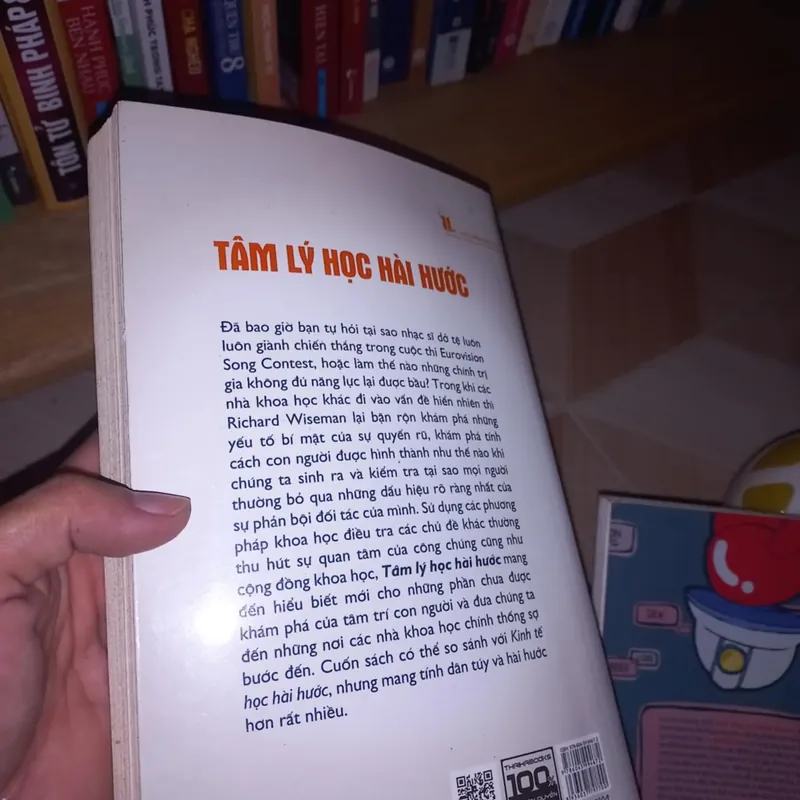 TÔN TỬ BINH PHÁP
HẠNH PHÚC
BÊN NHAU
8
HIỆN TẠI
TÂM LÝ HỌC HÀI HƯỚC
Đã bao giờ bạn tự hỏi tại sao nhạc sĩ dở tệ luôn
luôn giành chiến thắng trong cuộc thi Eurovision
Song Contest, hoặc làm thế nào những chính trị
gia không đủ năng lực lại được bầu? Trong khi các
nhà khoa học khác đi vào vấn đề hiển nhiên thì
Richard Wiseman lại bận rộn khám phá những
yếu tố bí mật của sự quyến rũ, khám phá tính
cách con người được hình thành như thế nào khi
chúng ta sinh ra và kiểm tra tại sao mọi người
thường bỏ qua những dấu hiệu rõ ràng nhất của
sự phản bội đối tác của mình. Sử dụng các phương
pháp khoa học điều tra các chủ đề khác thường
thu hút sự quan tâm của công chúng cũng như
cộng đồng khoa học, Tâm lý học hài hước mang
đến hiểu biết mới cho những phần chưa được
khám phá của tâm trí con người và đưa chúng ta
đến những nơi các nhà khoa học chính thống sợ
bước đến. Cuốn sách có thể so sánh với Kinh tế
học hài hước, nhưng mang tính dân túy và hài hước
hơn rất nhiều.
THAIHABOOKS
100%